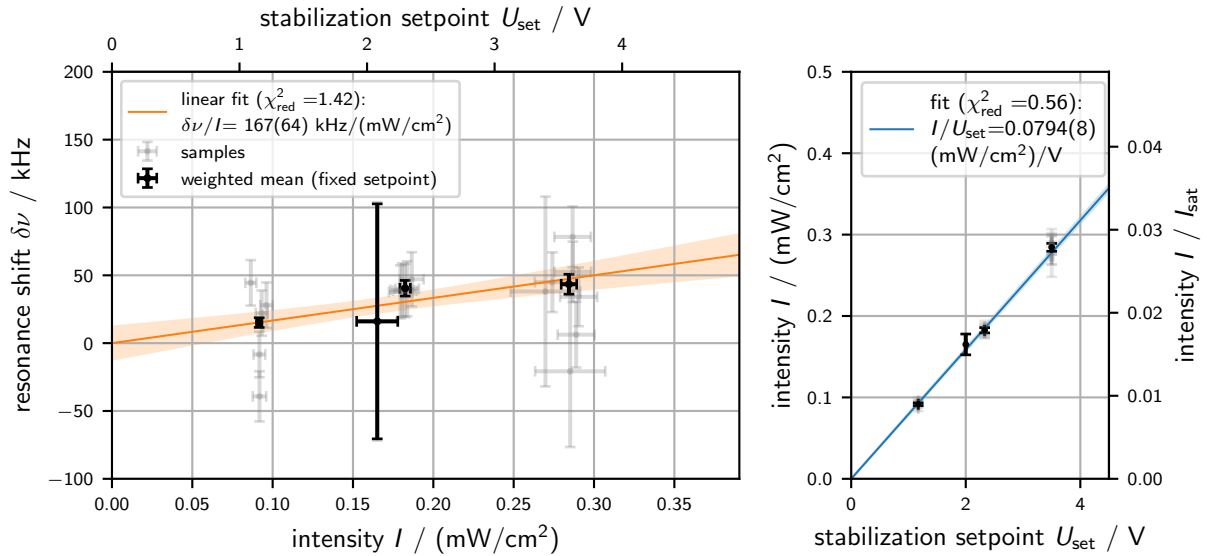 stabilization setpoint U_set / V
0 1 2 3 4
200
150
100
50
0
−50
−100
resonance shift δν / kHz
linear fit (χ²_red =1.42):
δν/I= 167(64) kHz/(mW/cm²)
samples
weighted mean (fixed setpoint)
0.00 0.05 0.10 0.15 0.20 0.25 0.30 0.35
intensity I / (mW/cm²)
0.5
0.4
0.3
0.2
0.1
0.0
intensity I / (mW/cm²)
fit (χ²_red =0.56):
I/U_set=0.0794(8)
(mW/cm²)/V
0 2 4
stabilization setpoint U_set / V
0.04
0.03
0.02
0.01
0.00
intensity I / I_sat